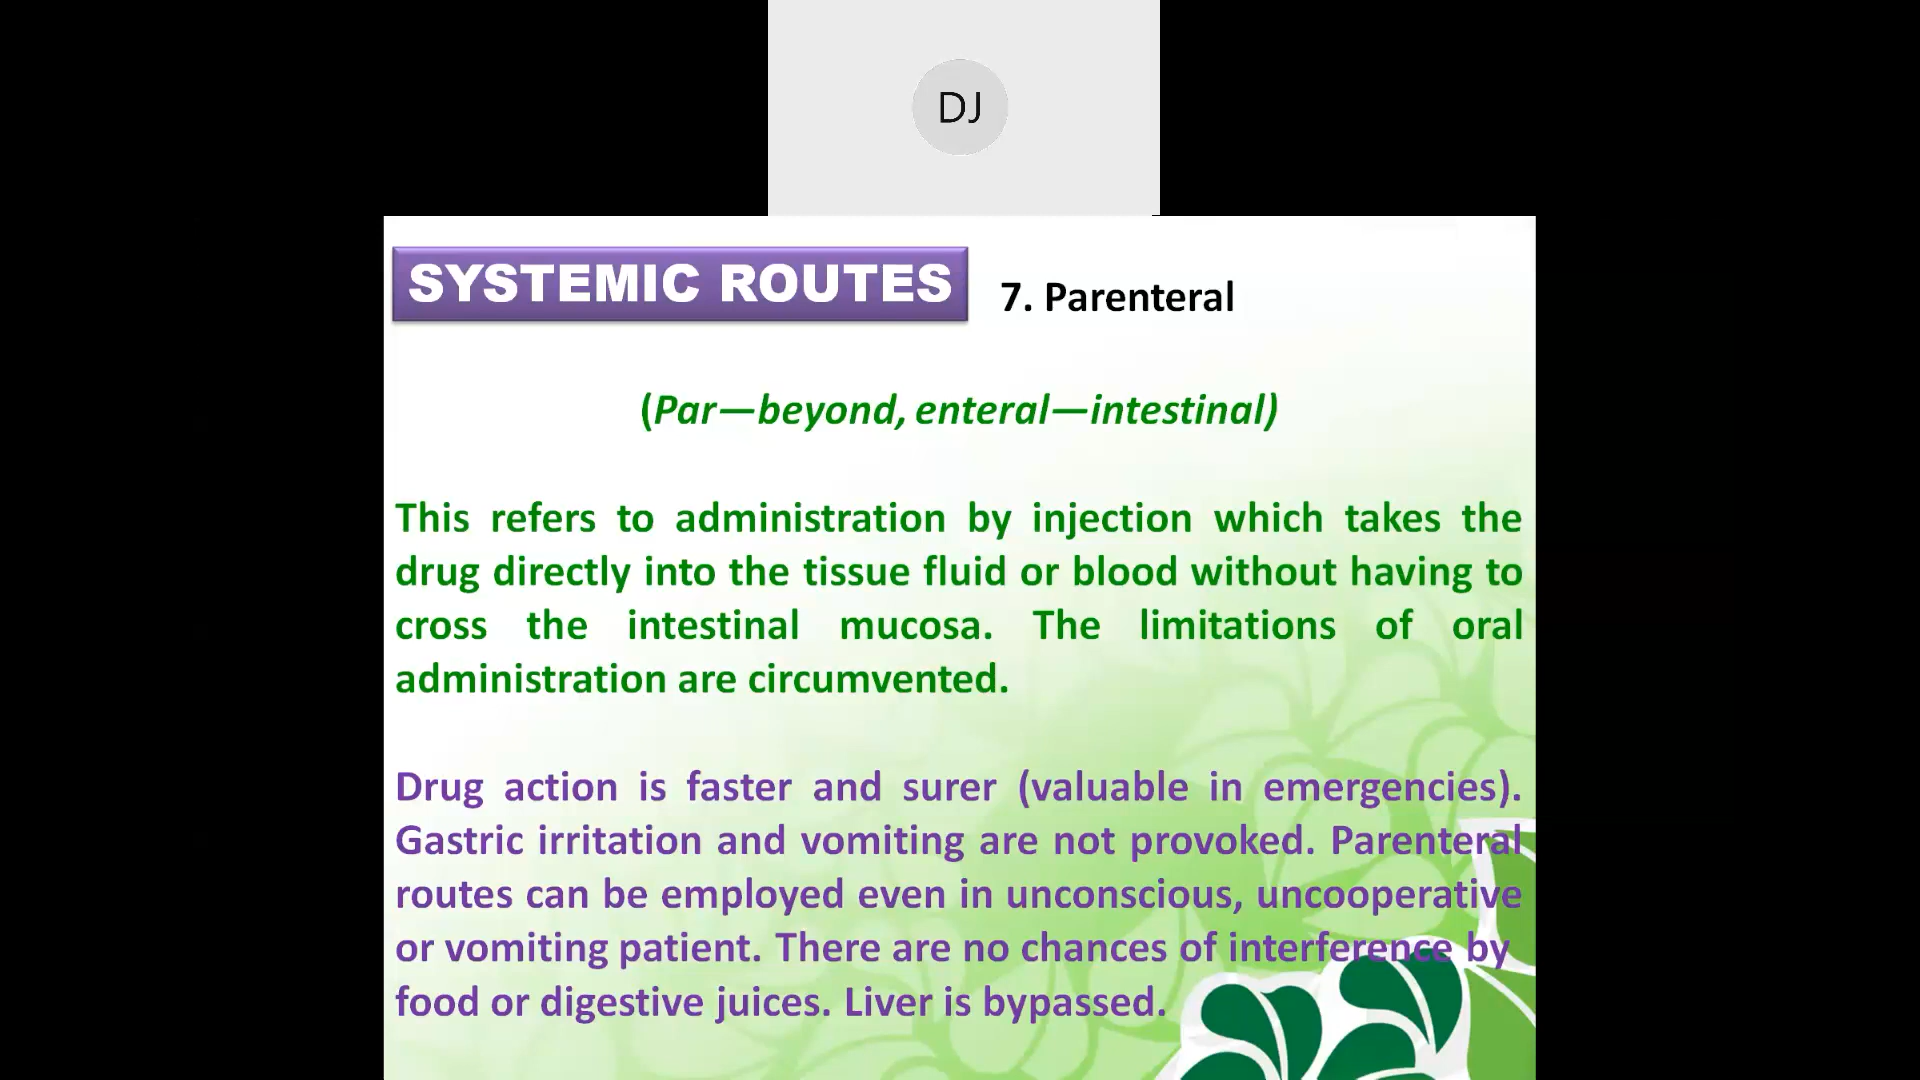 DJ
SYSTEMIC ROUTES
7. Parenteral
(Par—beyond, enteral—intestinal)
This refers to administration by injection which takes the
drug directly into the tissue fluid or blood without having to
cross the intestinal mucosa. The limitations of oral
administration are circumvented.
Drug action is faster and surer (valuable in emergencies).
Gastric irritation and vomiting are not provoked. Parenteral
routes can be employed even in unconscious, uncooperative
or vomiting patient. There are no chances of interference by
food or digestive juices. Liver is bypassed.